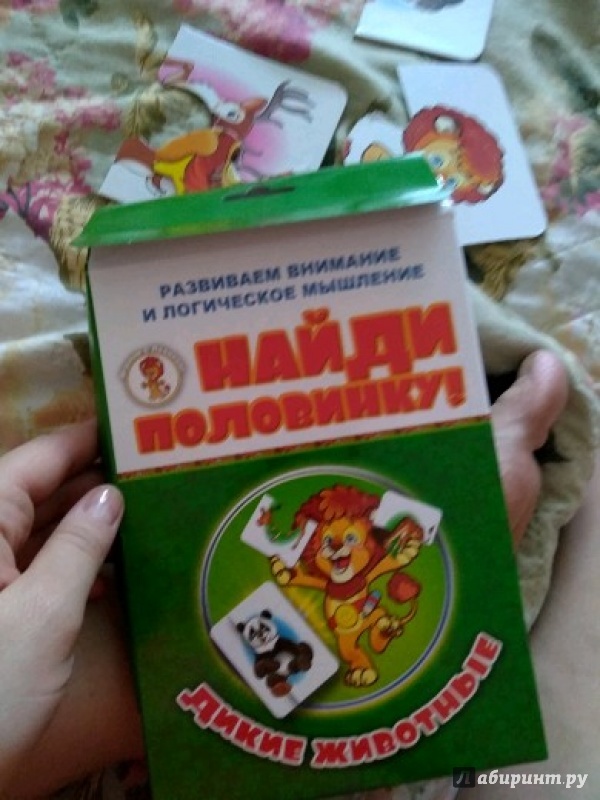 РАЗВИВАЕМ ВНИМАНИЕ
И ЛОГИЧЕСКОЕ МЫШЛЕНИЕ
НАЙДИ
ПОЛОВИНКУ!
ДИКИЕ ЖИВОТНЫЕ
Лабиринт.ру